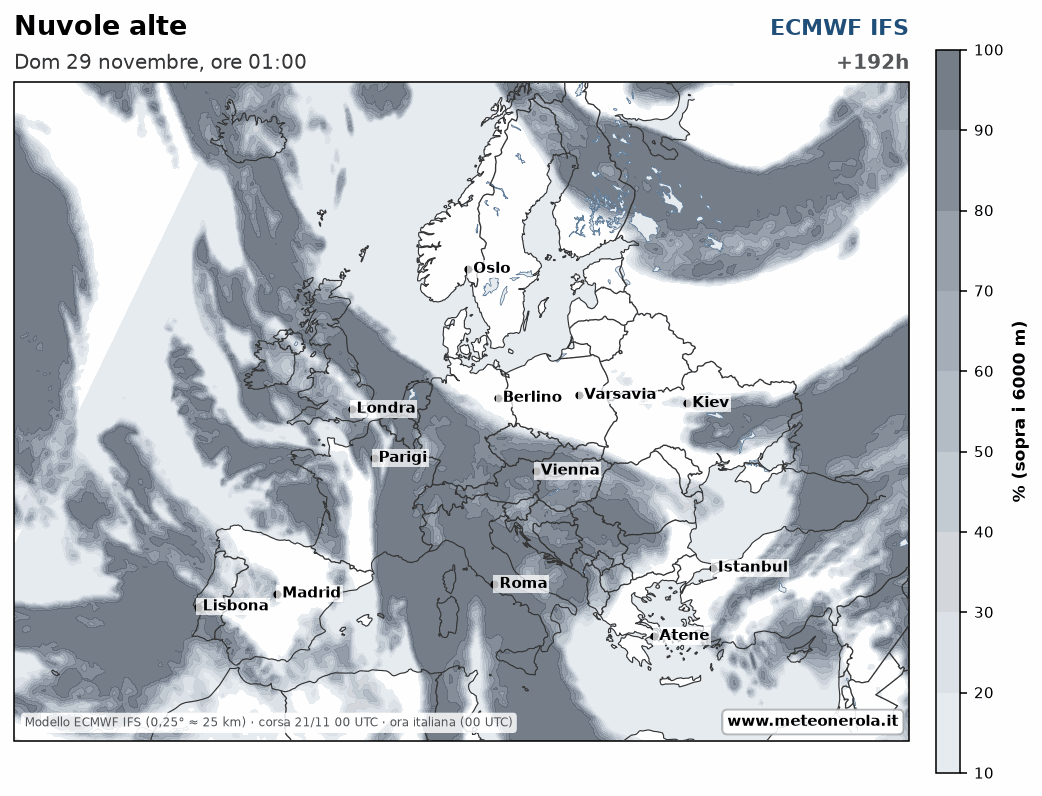 Nuvole alte
ECMWF IFS
Dom 29 novembre, ore 01:00
+192h
Oslo
Berlino
Varsavia
Kiev
Londra
Parigi
Vienna
Istanbul
Roma
Madrid
Lisbona
Atene
Modello ECMWF IFS (0,25° ≈ 25 km) · corsa 21/11 00 UTC · ora italiana (00 UTC)
www.meteonerola.it
100
90
80
70
60
50
40
30
20
10
% (sopra i 6000 m)